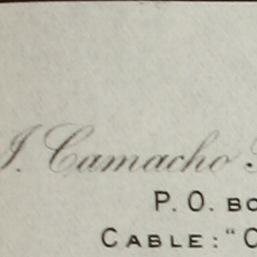 J. Camacho
P. O. BO
CABLE: "C